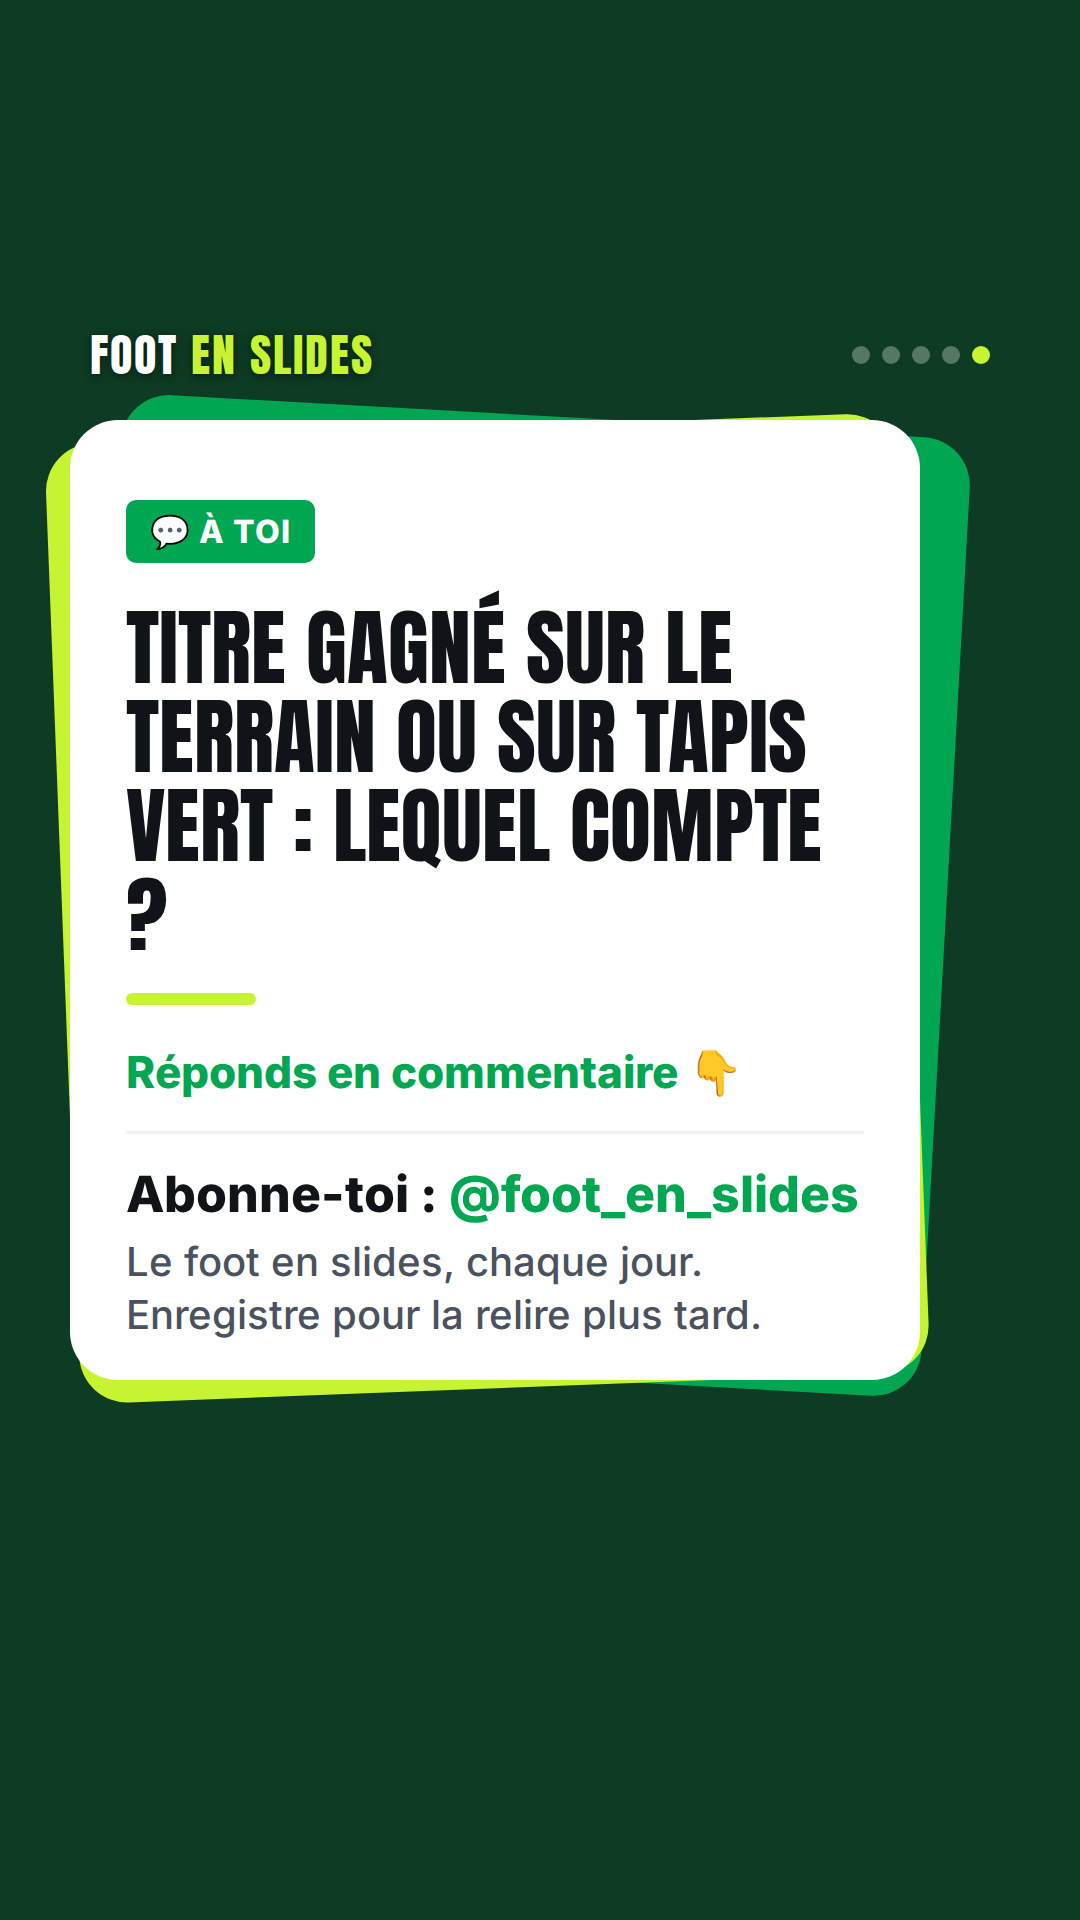 FOOT EN SLIDES
💬 À TOI
TITRE GAGNÉ SUR LE
TERRAIN OU SUR TAPIS
VERT : LEQUEL COMPTE
?
Réponds en commentaire 👇
Abonne-toi : @foot_en_slides
Le foot en slides, chaque jour.
Enregistre pour la relire plus tard.